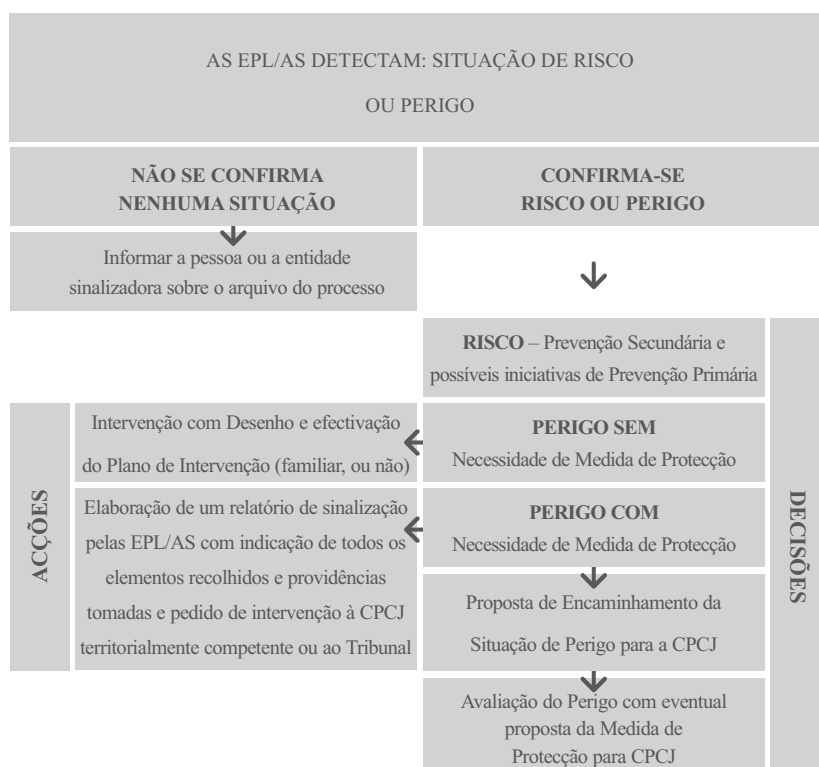 AS EPL/AS DETECTAM: SITUAÇÃO DE RISCO
OU PERIGO
NÃO SE CONFIRMA
NENHUMA SITUAÇÃO
CONFIRMA-SE
RISCO OU PERIGO
Informar a pessoa ou a entidade
sinalizadora sobre o arquivo do processo
RISCO – Prevenção Secundária e
possíveis iniciativas de Prevenção Primária
ACÇÕES
Intervenção com Desenho e efectivação
do Plano de Intervenção (familiar, ou não)
PERIGO SEM
Necessidade de Medida de Protecção
DECISÕES
Elaboração de um relatório de sinalização
pelas EPL/AS com indicação de todos os
elementos recolhidos e providências
tomadas e pedido de intervenção à CPCJ
territorialmente competente ou ao Tribunal
PERIGO COM
Necessidade de Medida de Protecção
Proposta de Encaminhamento da
Situação de Perigo para a CPCJ
Avaliação do Perigo com eventual
proposta da Medida de
Protecção para CPCJ